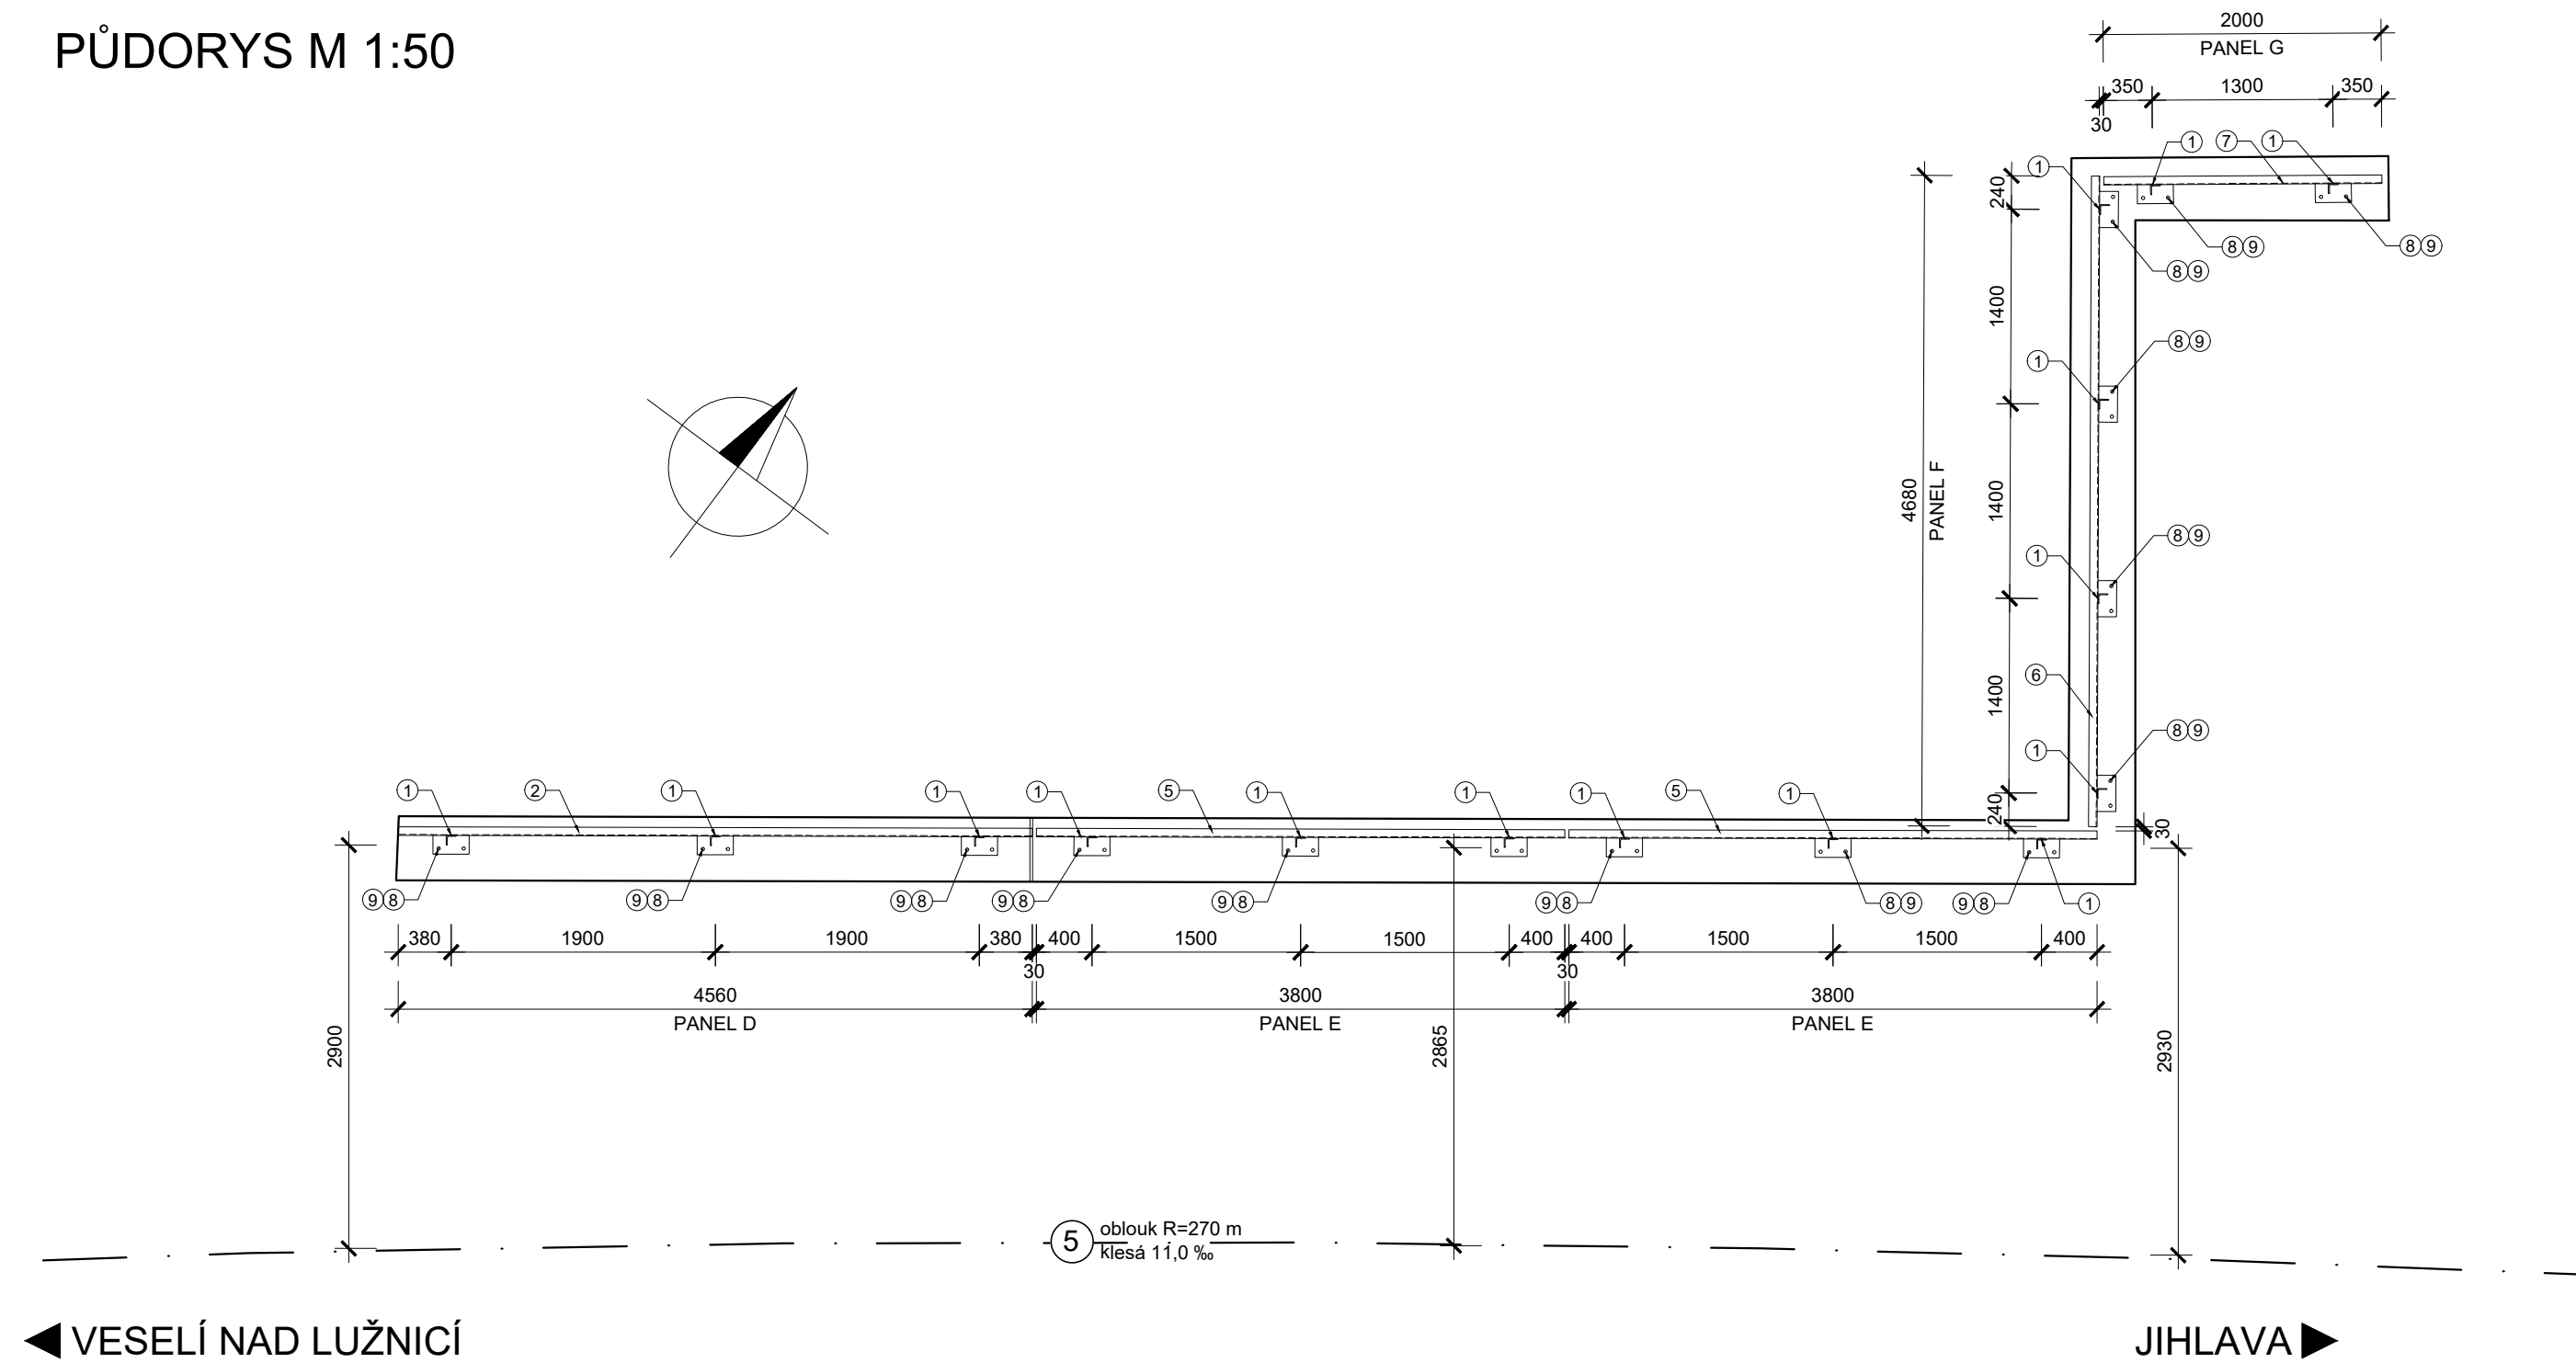 PŮDORYS M 1:50
2000
PANEL G
350 1300 350
30
1 7 1
1
8 9
8 9
8 9
240
1400
1
8 9
4680
PANEL F
1400
1
8 9
6
1400
1
8 9
240
30
1 2 1 1 1 5 1 1 1 5 1
9 8 9 8 9 8 9 8 9 8 9 8 8 9 9 8 1
380 1900 1900 380 400 1500 1500 400 400 1500 1500 400
30 30
4560 3800 3800
PANEL D PANEL E PANEL E
2900
2865
2930
5
oblouk R=270 m
klesá 11,0 ‰
VESELÍ NAD LUŽNICÍ
JIHLAVA